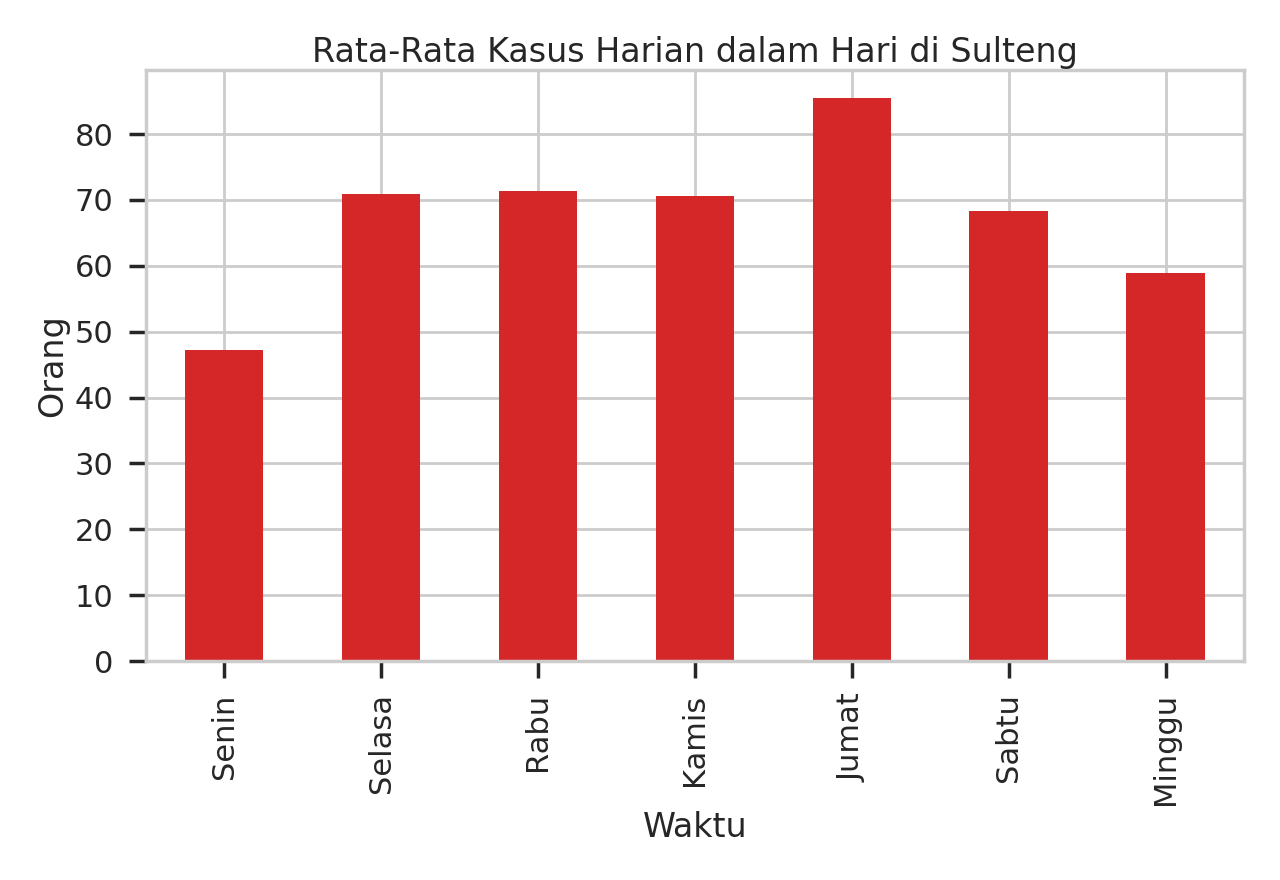 Rata-Rata Kasus Harian dalam Hari di Sulteng
80
70
60
50
40
30
20
10
0
Orang
Senin
Selasa
Rabu
Kamis
Jumat
Sabtu
Minggu
Waktu